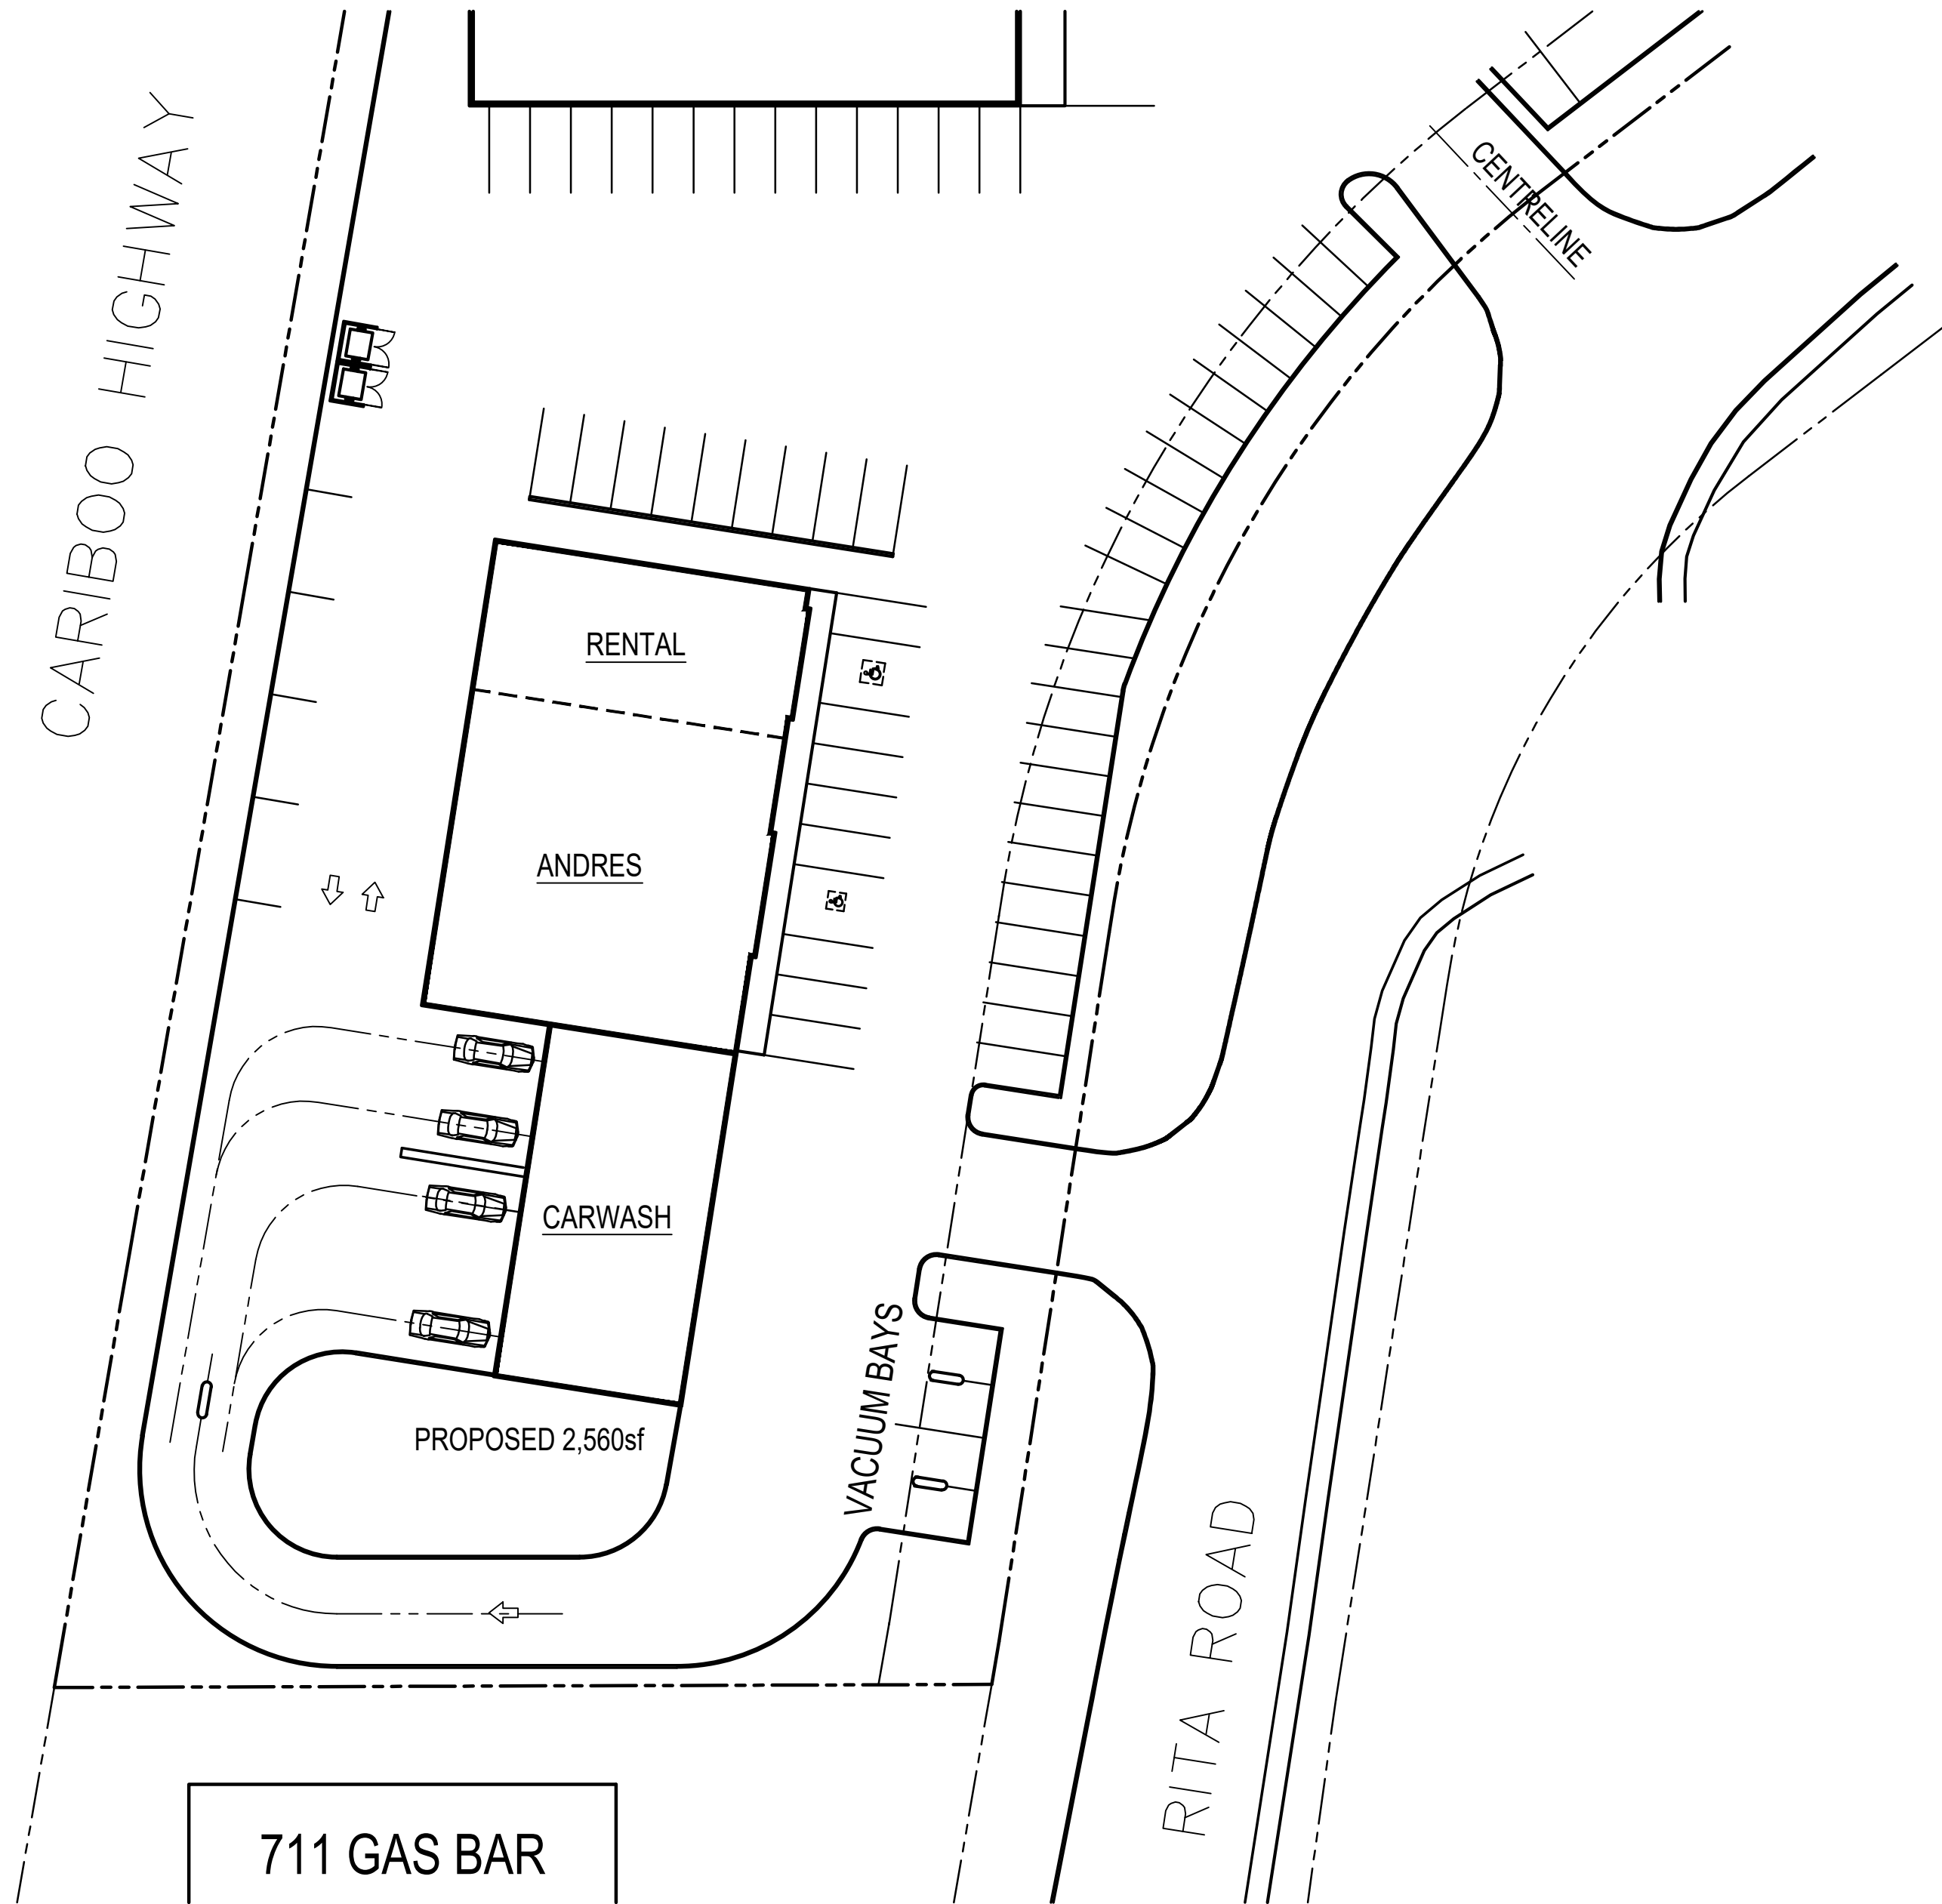 CARIBOO HIGHWAY
CENTRELINE
RENTAL
ANDRES
CARWASH
PROPOSED 2,560sf
VACUUM BAYS
RITA ROAD
711 GAS BAR